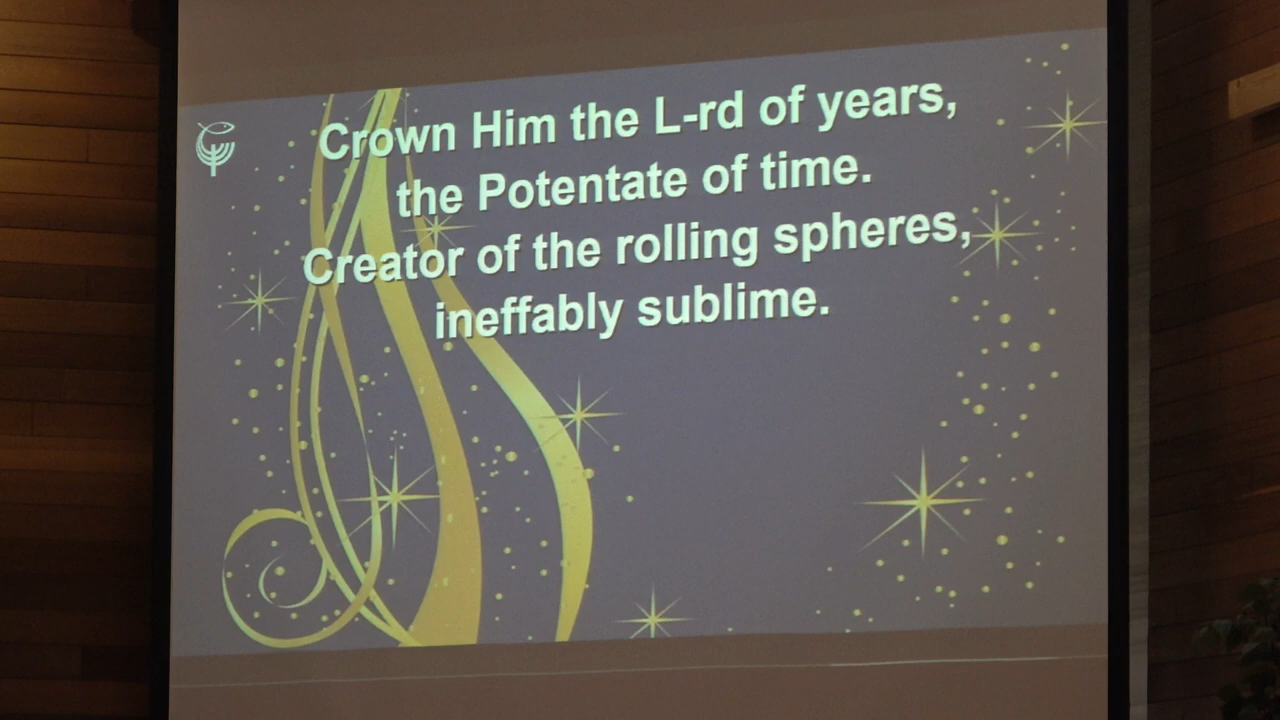 Crown Him the L-rd of years,
the Potentate of time.
Creator of the rolling spheres,
ineffably sublime.